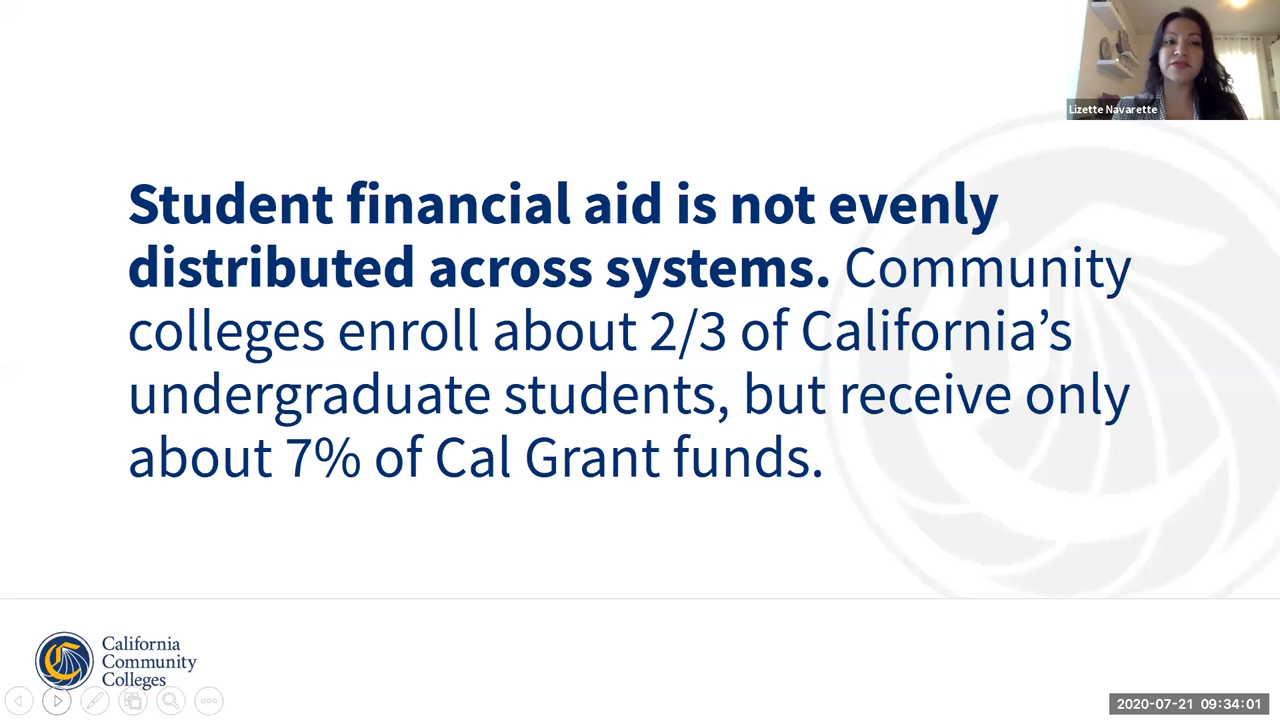 Lizette Navarette
Student financial aid is not evenly
distributed across systems. Community
colleges enroll about 2/3 of California’s
undergraduate students, but receive only
about 7% of Cal Grant funds.
California
Community
Colleges
2020-07-21 09:34:01